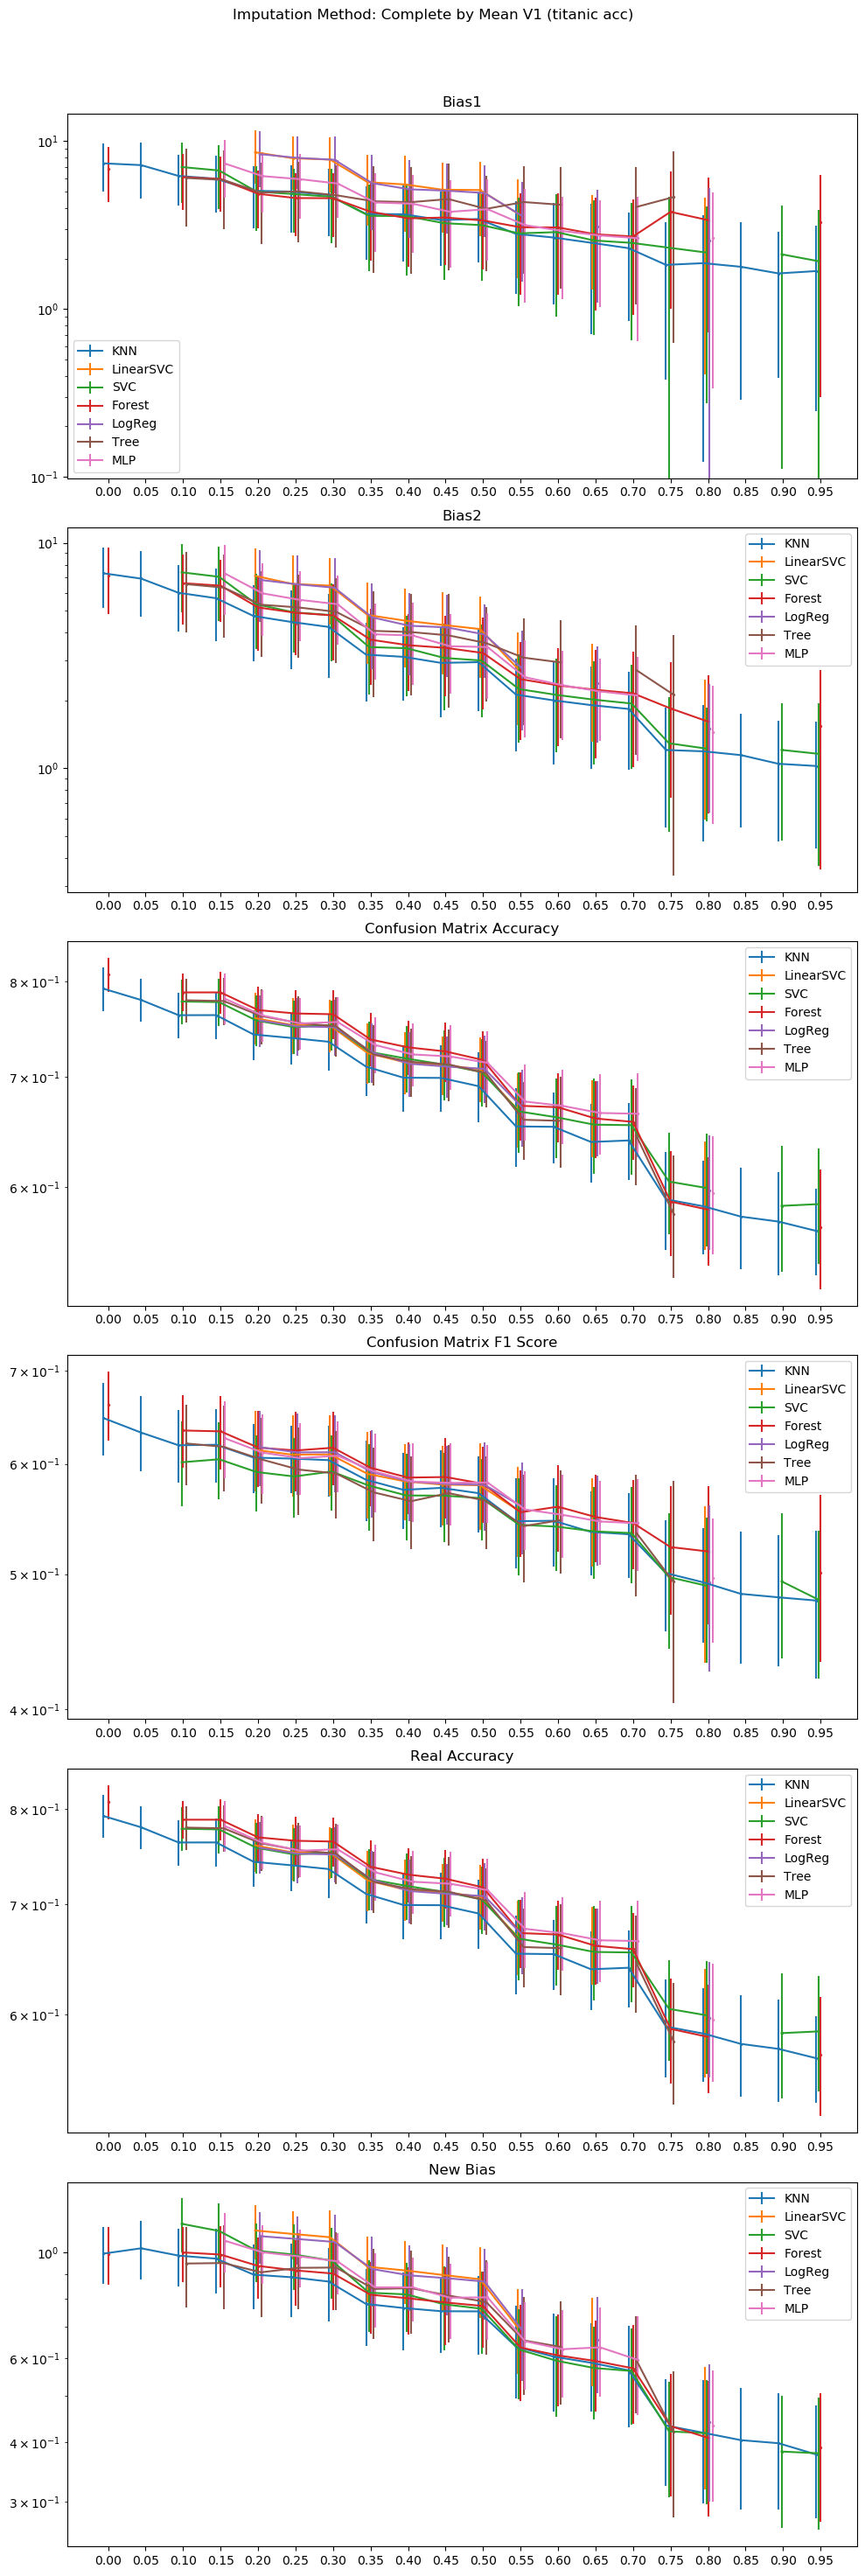 Imputation Method: Complete by Mean V1 (titanic acc)
Bias1
10^1
10^0
10^-1
KNN
LinearSVC
SVC
Forest
LogReg
Tree
MLP
0.00 0.05 0.10 0.15 0.20 0.25 0.30 0.35 0.40 0.45 0.50 0.55 0.60 0.65 0.70 0.75 0.80 0.85 0.90 0.95
Bias2
10^1
10^0
KNN
LinearSVC
SVC
Forest
LogReg
Tree
MLP
0.00 0.05 0.10 0.15 0.20 0.25 0.30 0.35 0.40 0.45 0.50 0.55 0.60 0.65 0.70 0.75 0.80 0.85 0.90 0.95
Confusion Matrix Accuracy
8 × 10^-1
7 × 10^-1
6 × 10^-1
KNN
LinearSVC
SVC
Forest
LogReg
Tree
MLP
0.00 0.05 0.10 0.15 0.20 0.25 0.30 0.35 0.40 0.45 0.50 0.55 0.60 0.65 0.70 0.75 0.80 0.85 0.90 0.95
Confusion Matrix F1 Score
7 × 10^-1
6 × 10^-1
5 × 10^-1
4 × 10^-1
KNN
LinearSVC
SVC
Forest
LogReg
Tree
MLP
0.00 0.05 0.10 0.15 0.20 0.25 0.30 0.35 0.40 0.45 0.50 0.55 0.60 0.65 0.70 0.75 0.80 0.85 0.90 0.95
Real Accuracy
8 × 10^-1
7 × 10^-1
6 × 10^-1
KNN
LinearSVC
SVC
Forest
LogReg
Tree
MLP
0.00 0.05 0.10 0.15 0.20 0.25 0.30 0.35 0.40 0.45 0.50 0.55 0.60 0.65 0.70 0.75 0.80 0.85 0.90 0.95
New Bias
10^0
6 × 10^-1
4 × 10^-1
3 × 10^-1
KNN
LinearSVC
SVC
Forest
LogReg
Tree
MLP
0.00 0.05 0.10 0.15 0.20 0.25 0.30 0.35 0.40 0.45 0.50 0.55 0.60 0.65 0.70 0.75 0.80 0.85 0.90 0.95